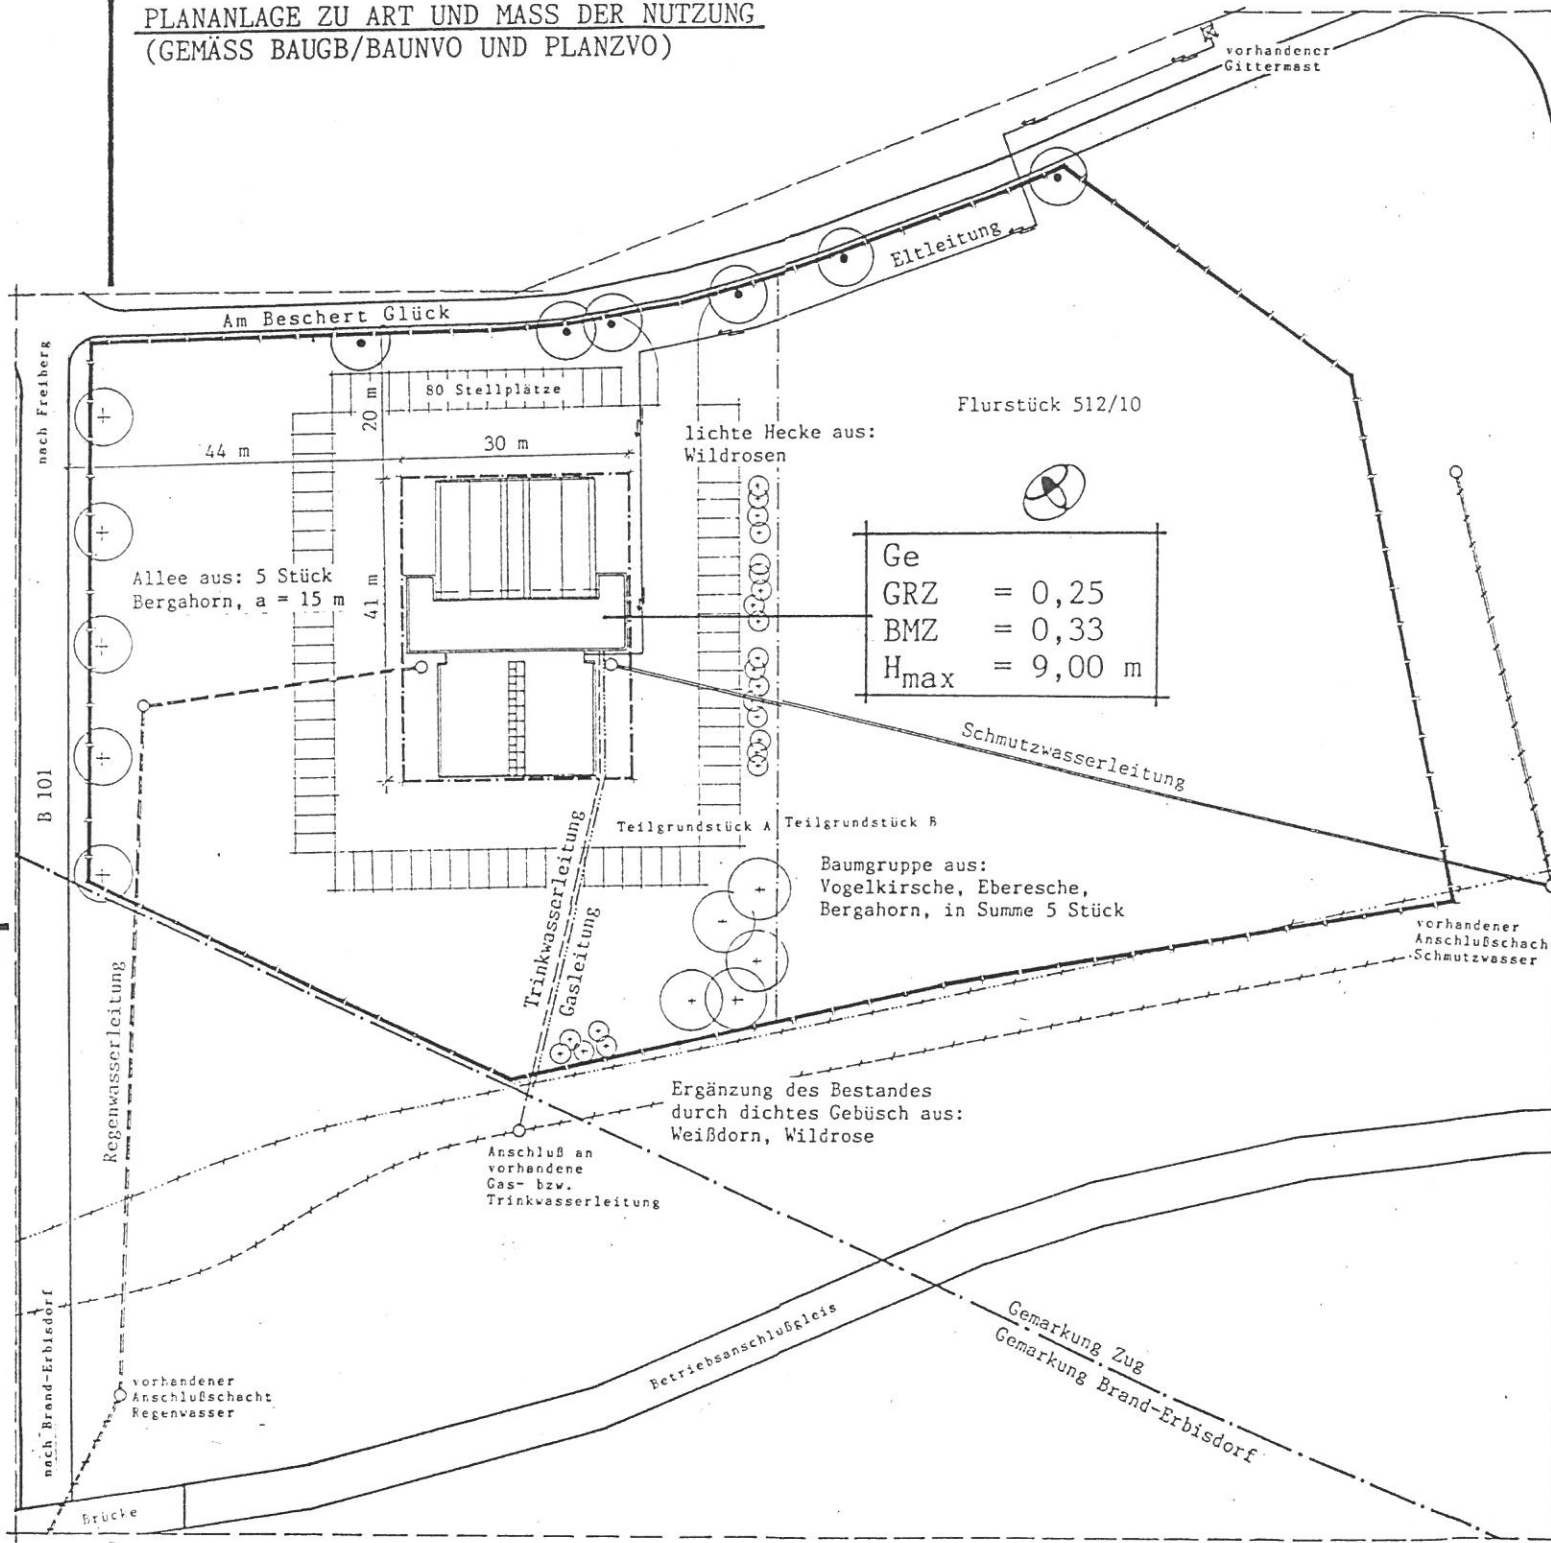 PLANANLAGE ZU ART UND MASS DER NUTZUNG
(GEMÄSS BAUGB/BAUNVO UND PLANZVO)
vorhandener
Gittermast
Eltleitung
Am Beschert Glück
nach Freiberg
80 Stellplätze
20 m
Flurstück 512/10
44 m
30 m
lichte Hecke aus:
Wildrosen
Allee aus: 5 Stück
Bergahorn, a = 15 m
41 m
Ge
GRZ = 0,25
BMZ = 0,33
Hmax = 9,00 m
Schmutzwasserleitung
B 101
Teilgrundstück A
Teilgrundstück B
Baumgruppe aus:
Vogelkirsche, Eberesche,
Bergahorn, in Summe 5 Stück
Trinkwasserleitung
Gasleitung
vorhandener
Anschlußschach
Schmutzwasser
Regenwasserleitung
Ergänzung des Bestandes
durch dichtes Gebüsch aus:
Weißdorn, Wildrose
Anschluß an
vorhandene
Gas- bzw.
Trinkwasserleitung
Betriebsanschlußgleis
Gemarkung Zug
Gemarkung Brand-Erbisdorf
nach Brand-Erbisdorf
vorhandener
Anschlußschacht
Regenwasser
Brücke